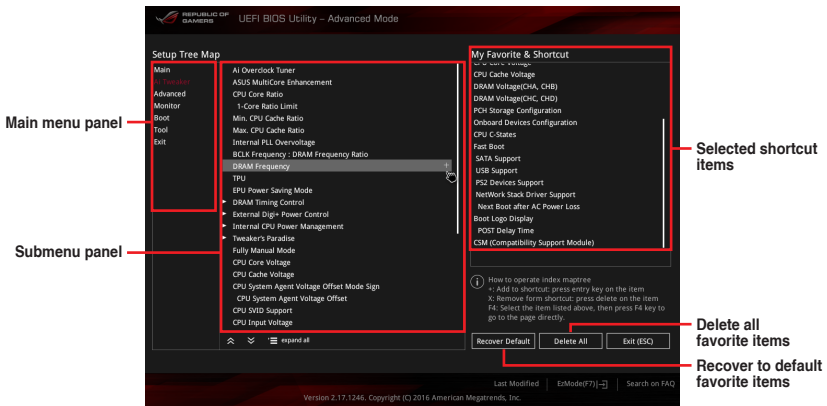 REPUBLIC OF
GAMERS
UEFI BIOS Utility – Advanced Mode
Setup Tree Map
Main
Ai Tweaker
Advanced
Monitor
Boot
Tool
Exit
Ai Overclock Tuner
ASUS MultiCore Enhancement
CPU Core Ratio
1-Core Ratio Limit
Min. CPU Cache Ratio
Max. CPU Cache Ratio
Internal PLL Overvoltage
BCLK Frequency : DRAM Frequency Ratio
DRAM Frequency +
TPU
EPU Power Saving Mode
DRAM Timing Control
External Digi+ Power Control
Internal CPU Power Management
Tweaker's Paradise
Fully Manual Mode
CPU Core Voltage
CPU Cache Voltage
CPU System Agent Voltage Offset Mode Sign
CPU System Agent Voltage Offset
CPU SVID Support
CPU Input Voltage
expand all
My Favorite & Shortcut
CPU Core Voltage
CPU Cache Voltage
DRAM Voltage(CHA, CHB)
DRAM Voltage(CHC, CHD)
PCH Storage Configuration
Onboard Devices Configuration
CPU C-States
Fast Boot
SATA Support
USB Support
PS2 Devices Support
NetWork Stack Driver Support
Next Boot after AC Power Loss
Boot Logo Display
POST Delay Time
CSM (Compatibility Support Module)
How to operate index maptree
+: Add to shortcut: press entry key on the item
X: Remove form shortcut: press delete on the item
F4: Select the item listed above, then press F4 key to
go to the page directly.
Recover Default
Delete All
Exit (ESC)
Last Modified
EzMode(F7)
Search on FAQ
Version 2.17.1246. Copyright (C) 2016 American Megatrends, Inc.
Main menu panel
Submenu panel
Selected shortcut
items
Delete all
favorite items
Recover to default
favorite items